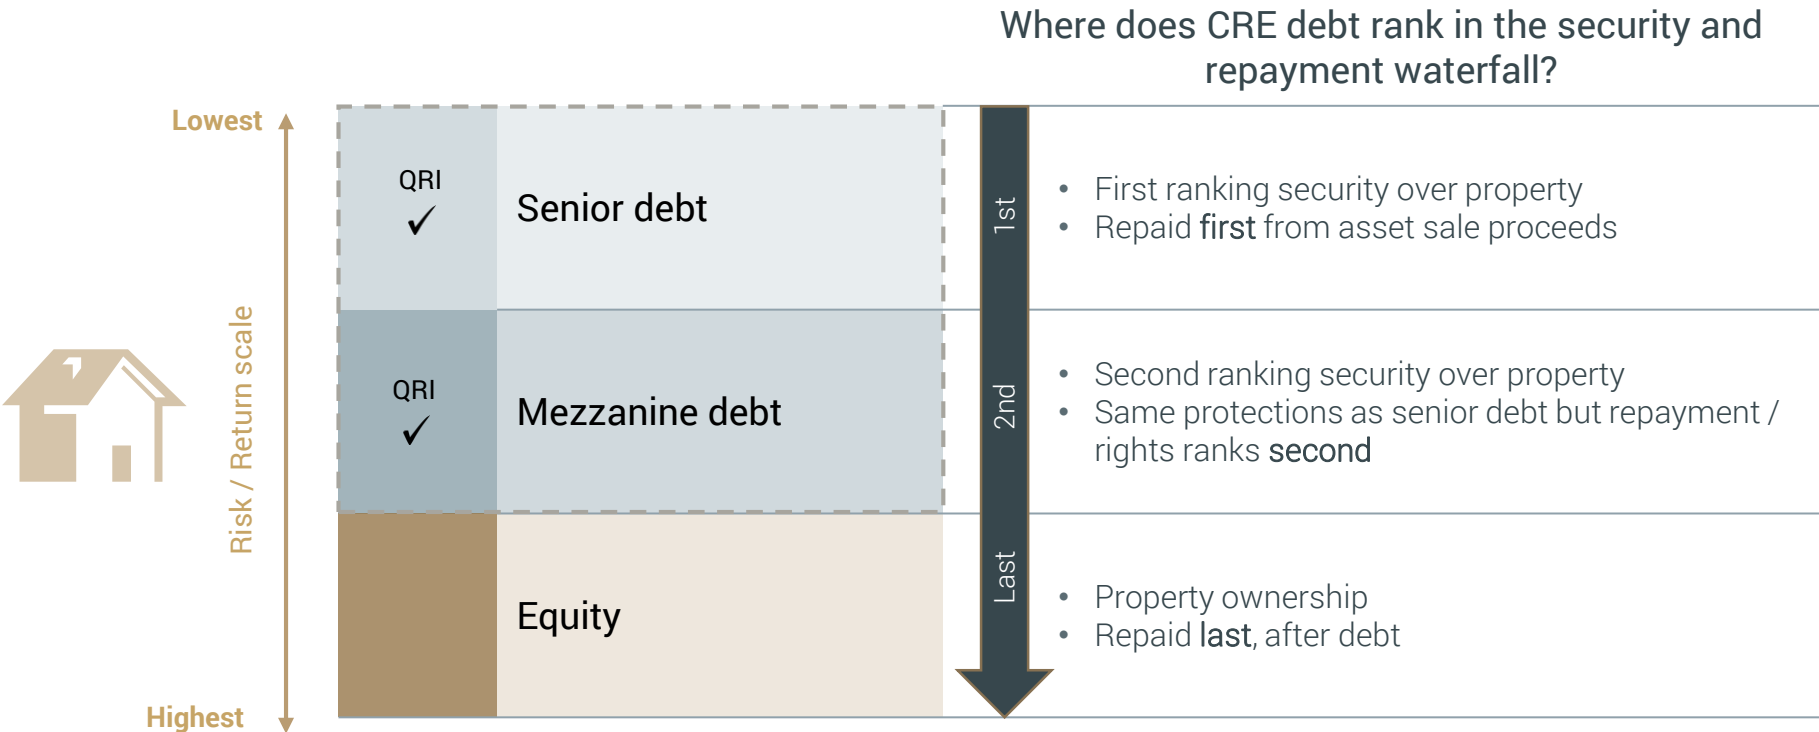 Where does CRE debt rank in the security and
repayment waterfall?
Lowest
Risk / Return scale
Highest
QRI
✓
Senior debt
1st
• First ranking security over property
• Repaid first from asset sale proceeds
QRI
✓
Mezzanine debt
2nd
• Second ranking security over property
• Same protections as senior debt but repayment /
rights ranks second
Equity
Last
• Property ownership
• Repaid last, after debt